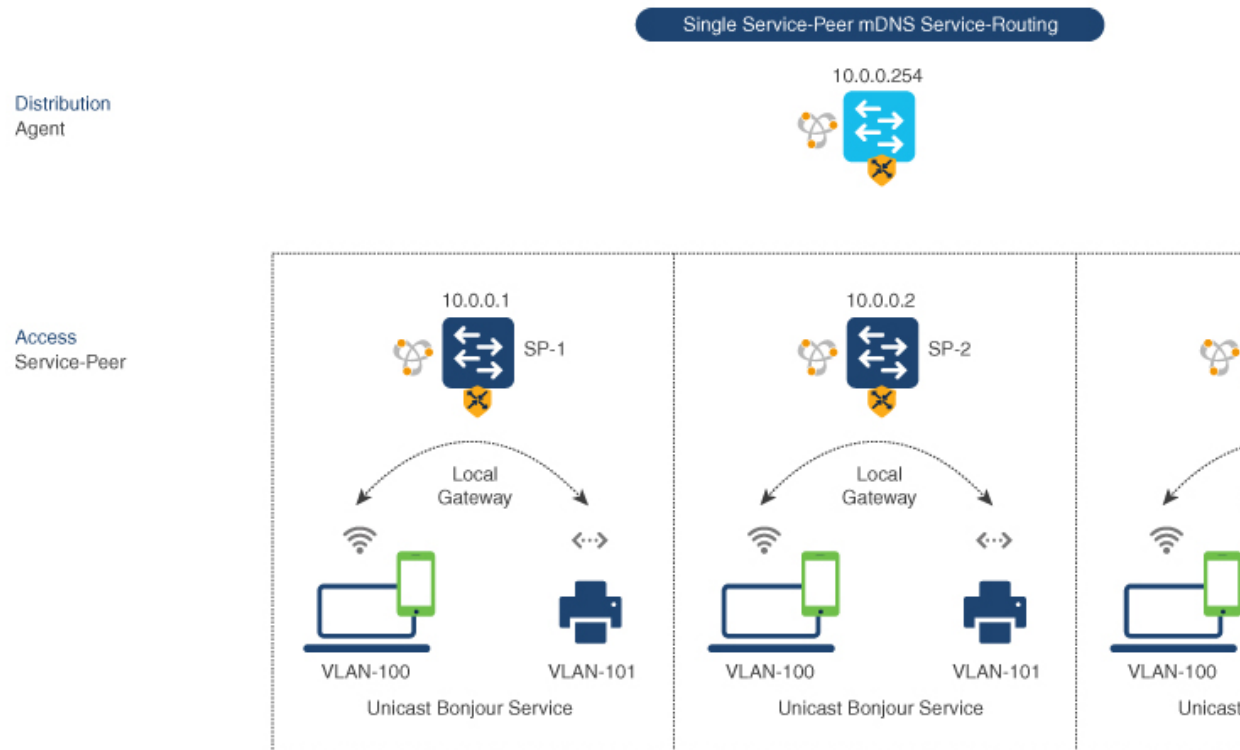 Single Service-Peer mDNS Service-Routing
10.0.0.254
Distribution
Agent
10.0.0.1
10.0.0.2
Access
Service-Peer
SP-1
SP-2
Local
Gateway
Local
Gateway
VLAN-100
VLAN-101
VLAN-100
VLAN-101
VLAN-100
Unicast Bonjour Service
Unicast Bonjour Service
Unicast